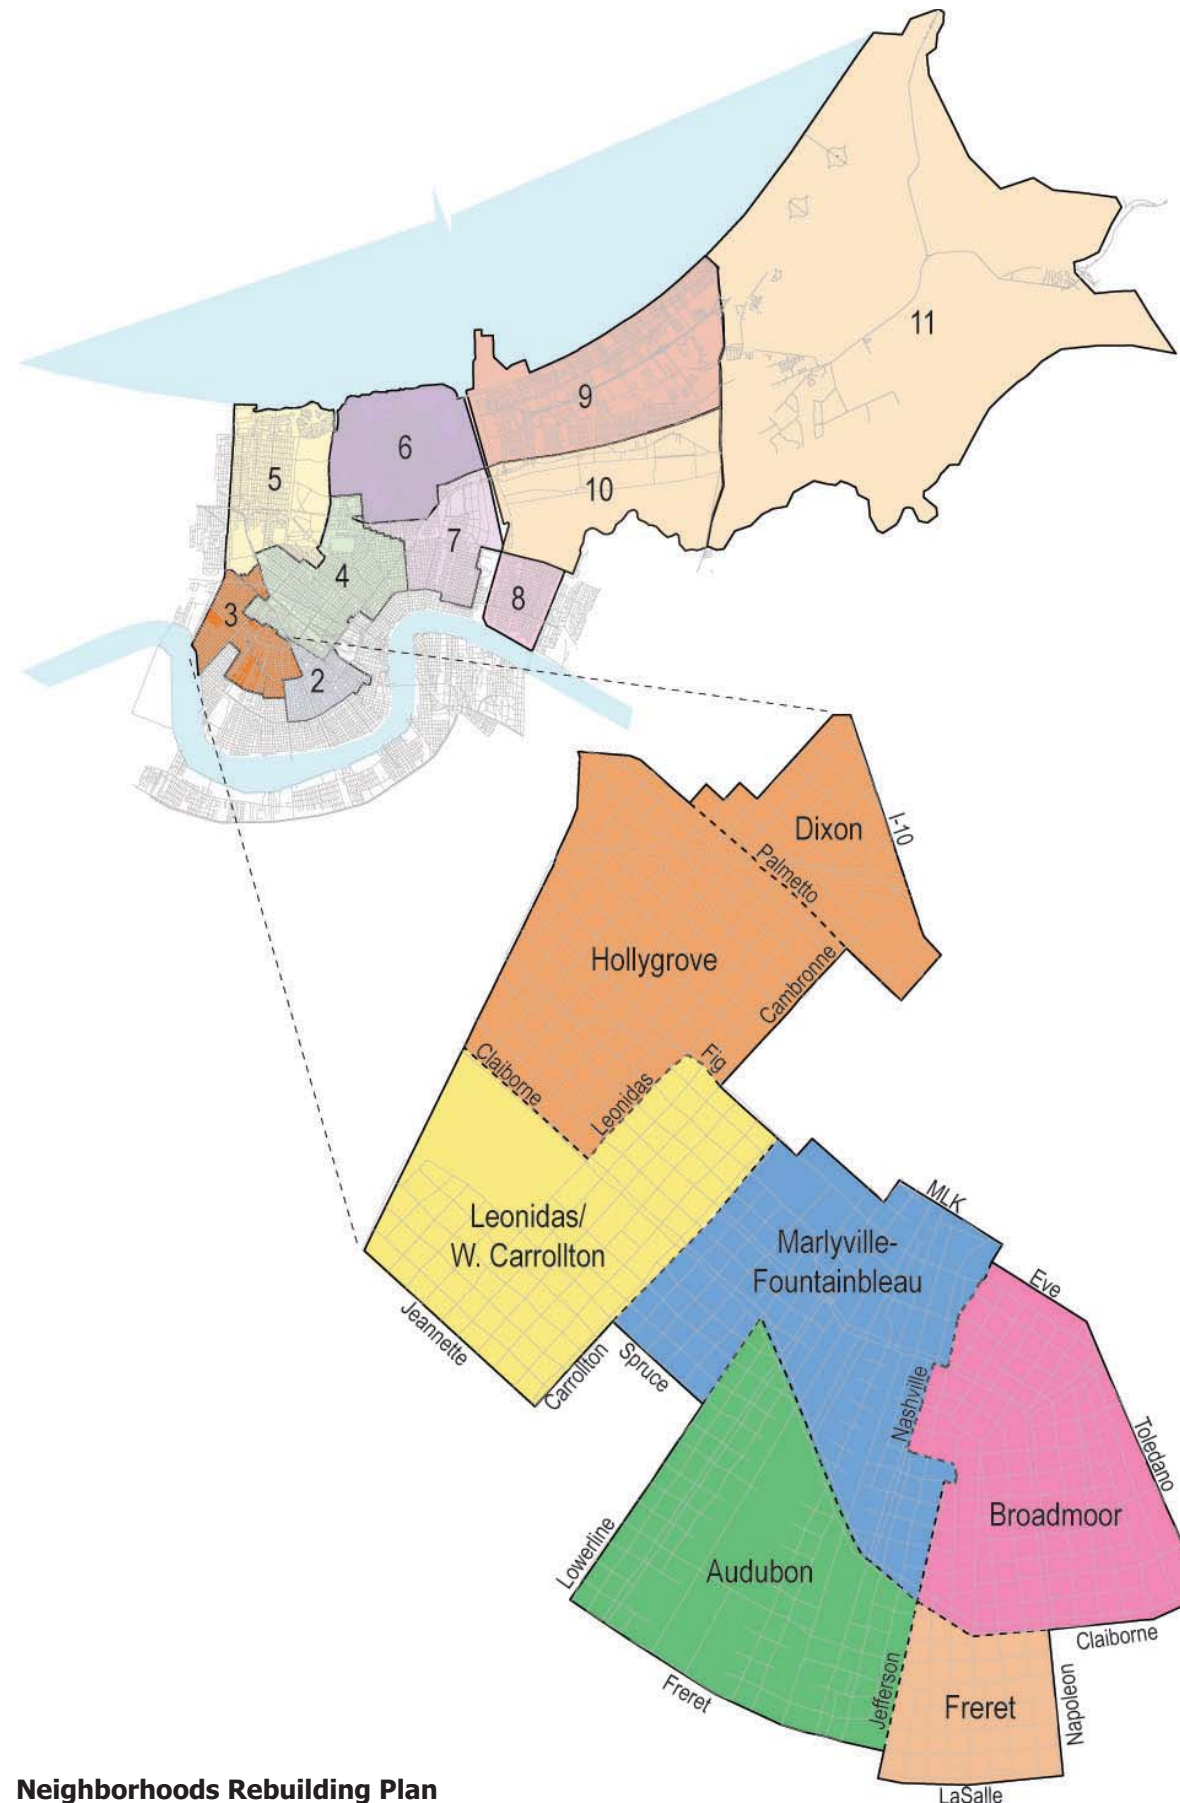 11
9
6
5
10
7
4
8
3
2
Dixon
I-10
Palmetto
Hollygrove
Cambronne
Claiborne
Leonidas
Fig
Leonidas/
W. Carrollton
MLK
Marlyville-
Fountainbleau
Eve
Jeannette
Carrollton
Spruce
Nashville
Toledano
Broadmoor
Lowerline
Audubon
Claiborne
Freret
Jefferson
Freret
Napoleon
LaSalle
Neighborhoods Rebuilding Plan